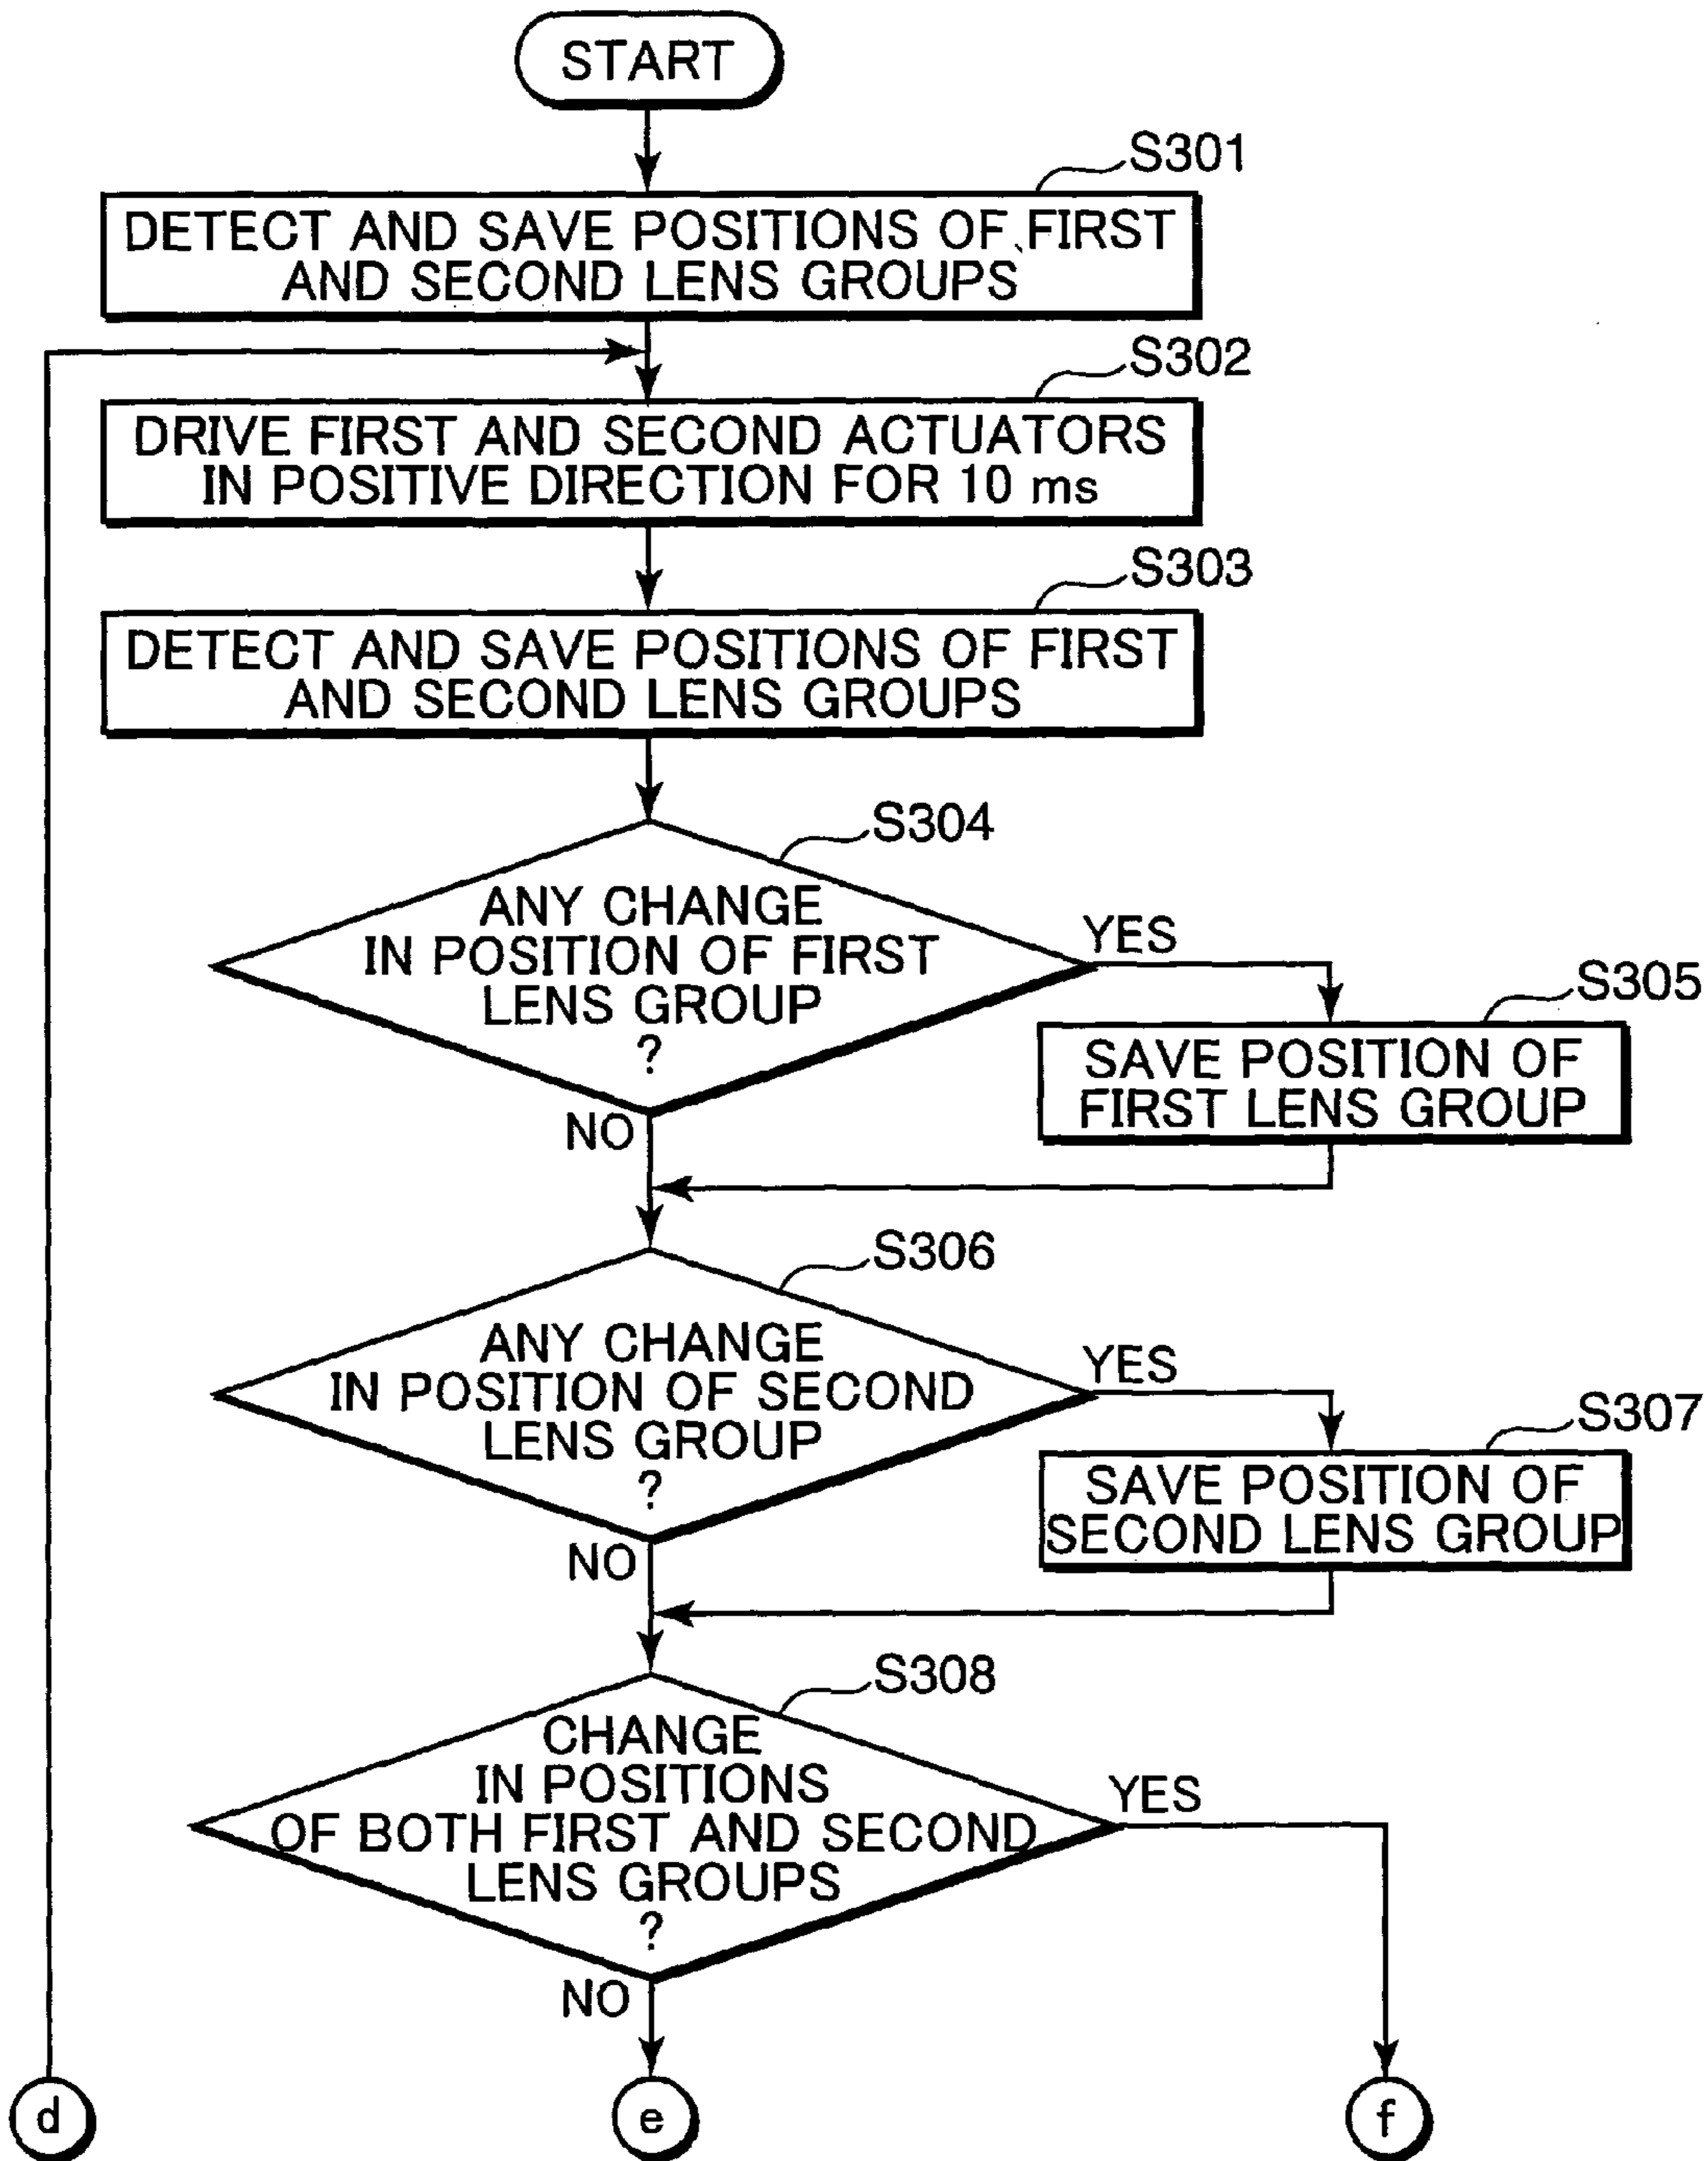 START
S301
DETECT AND SAVE POSITIONS OF FIRST
AND SECOND LENS GROUPS
S302
DRIVE FIRST AND SECOND ACTUATORS
IN POSITIVE DIRECTION FOR 10 ms
S303
DETECT AND SAVE POSITIONS OF FIRST
AND SECOND LENS GROUPS
S304
ANY CHANGE
IN POSITION OF FIRST
LENS GROUP
?
YES
NO
S305
SAVE POSITION OF
FIRST LENS GROUP
S306
ANY CHANGE
IN POSITION OF SECOND
LENS GROUP
?
YES
NO
S307
SAVE POSITION OF
SECOND LENS GROUP
S308
CHANGE
IN POSITIONS
OF BOTH FIRST AND SECOND
LENS GROUPS
?
YES
NO
d
e
f